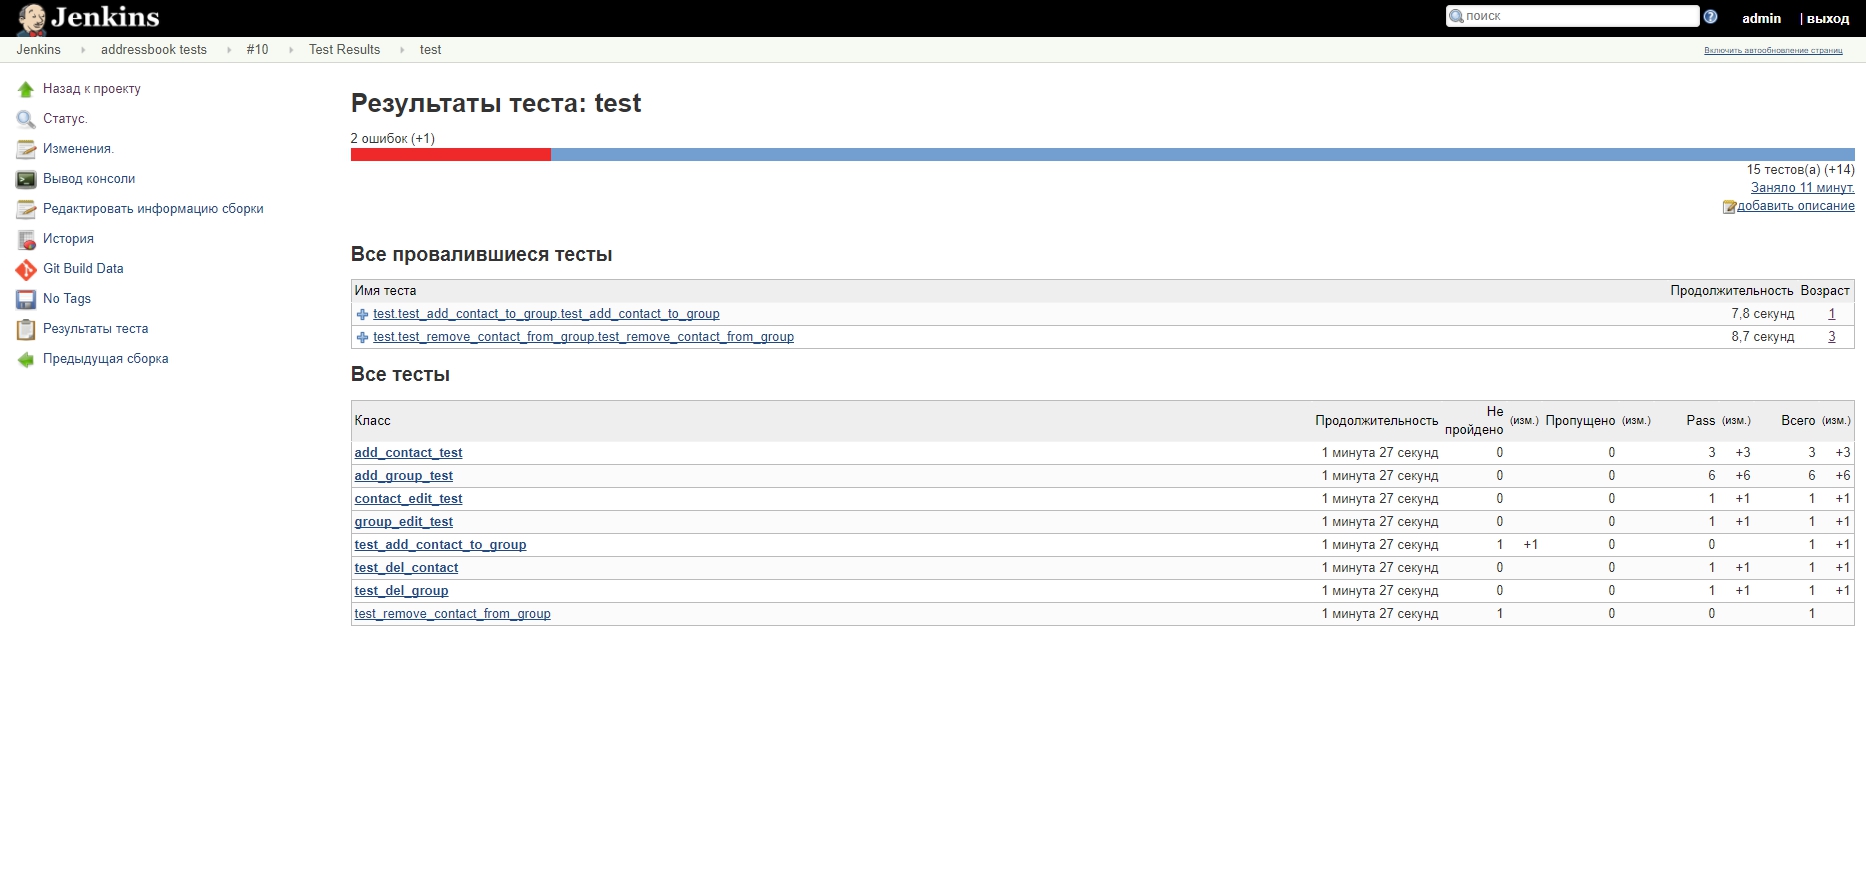 Jenkins
поиск
admin | выход
Jenkins addressbook tests #10 Test Results test
Включить автообновление страниц
Назад к проекту
Статус.
Изменения.
Вывод консоли
Редактировать информацию сборки
История
Git Build Data
No Tags
Результаты теста
Предыдущая сборка
Результаты теста: test
2 ошибок (+1)
15 тестов(а) (+14)
Заняло 11 минут.
добавить описание
Все провалившиеся тесты
Имя теста Продолжительность Возраст
test.test_add_contact_to_group.test_add_contact_to_group 7,8 секунд 1
test.test_remove_contact_from_group.test_remove_contact_from_group 8,7 секунд 3
Все тесты
Класс Продолжительность Не пройдено (изм.) Пропущено (изм.) Pass (изм.) Всего (изм.)
add_contact_test 1 минута 27 секунд 0 0 3 +3 3 +3
add_group_test 1 минута 27 секунд 0 0 6 +6 6 +6
contact_edit_test 1 минута 27 секунд 0 0 1 +1 1 +1
group_edit_test 1 минута 27 секунд 0 0 1 +1 1 +1
test_add_contact_to_group 1 минута 27 секунд 1 +1 0 0 1 +1
test_del_contact 1 минута 27 секунд 0 0 1 +1 1 +1
test_del_group 1 минута 27 секунд 0 0 1 +1 1 +1
test_remove_contact_from_group 1 минута 27 секунд 1 0 0 1